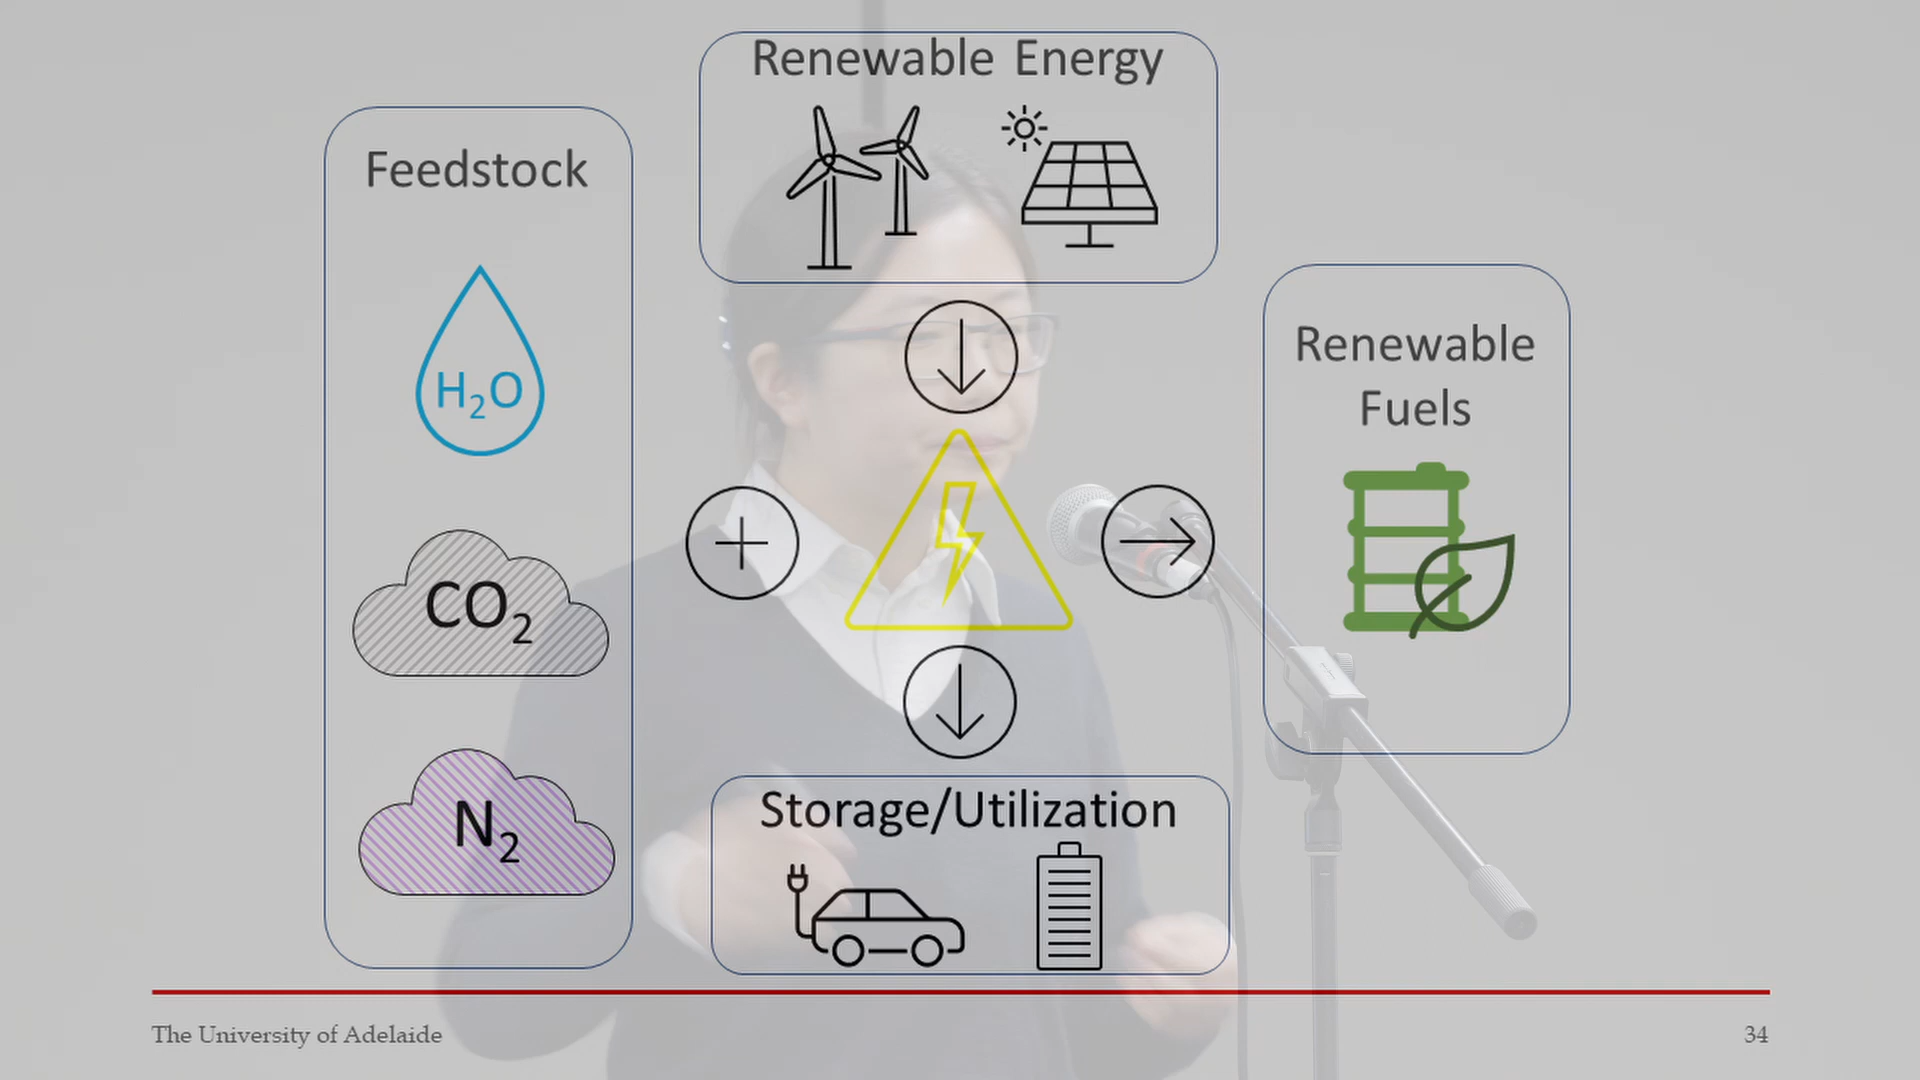 Renewable Energy
Feedstock
H₂O
CO₂
N₂
Renewable
Fuels
Storage/Utilization
The University of Adelaide
34